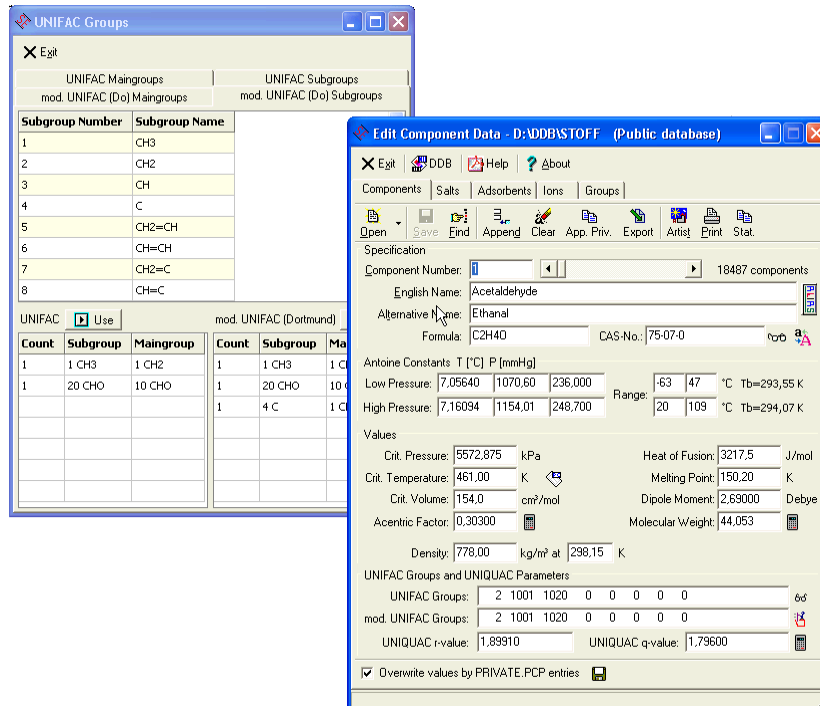 UNIFAC Groups
Exit
UNIFAC Maingroups UNIFAC Subgroups
mod. UNIFAC (Do) Maingroups mod. UNIFAC (Do) Subgroups
Subgroup Number Subgroup Name
1 CH3
2 CH2
3 CH
4 C
5 CH2=CH
6 CH=CH
7 CH2=C
8 CH=C
UNIFAC Use mod. UNIFAC (Dortmund)
Count Subgroup Maingroup Count Subgroup Ma
1 1 CH3 1 CH2 1 1 CH3 1 C
1 20 CHO 10 CHO 1 20 CHO 10
1 4 C 1 C
Edit Component Data - D:\DDB\STOFF (Public database)
Exit DDB Help ? About
Components Salts Adsorbents Ions Groups
Open Save Find Append Clear App. Priv. Export Artist Print Stat.
Specification
Component Number: 1 18487 components
English Name: Acetaldehyde
Alternative Name: Ethanal
ALIAS
Formula: C2H4O CAS-No.: 75-07-0
Antoine Constants T [°C] P [mmHg]
Low Pressure: 7,05640 1070,60 236,000 Range: -63 47 °C Tb=293,55 K
High Pressure: 7,16094 1154,01 248,700 20 109 °C Tb=294,07 K
Values
Crit. Pressure: 5572,875 kPa Heat of Fusion: 3217,5 J/mol
Crit. Temperature: 461,00 K Melting Point: 150,20 K
Crit. Volume: 154,0 cm³/mol Dipole Moment: 2,69000 Debye
Acentric Factor: 0,30300 Molecular Weight: 44,053
Density: 778,00 kg/m³ at 298,15 K
UNIFAC Groups and UNIQUAC Parameters
UNIFAC Groups: 2 1001 1020 0 0 0 0 0
mod. UNIFAC Groups: 2 1001 1020 0 0 0 0 0
UNIQUAC r-value: 1,89910 UNIQUAC q-value: 1,79600
Overwrite values by PRIVATE.PCP entries